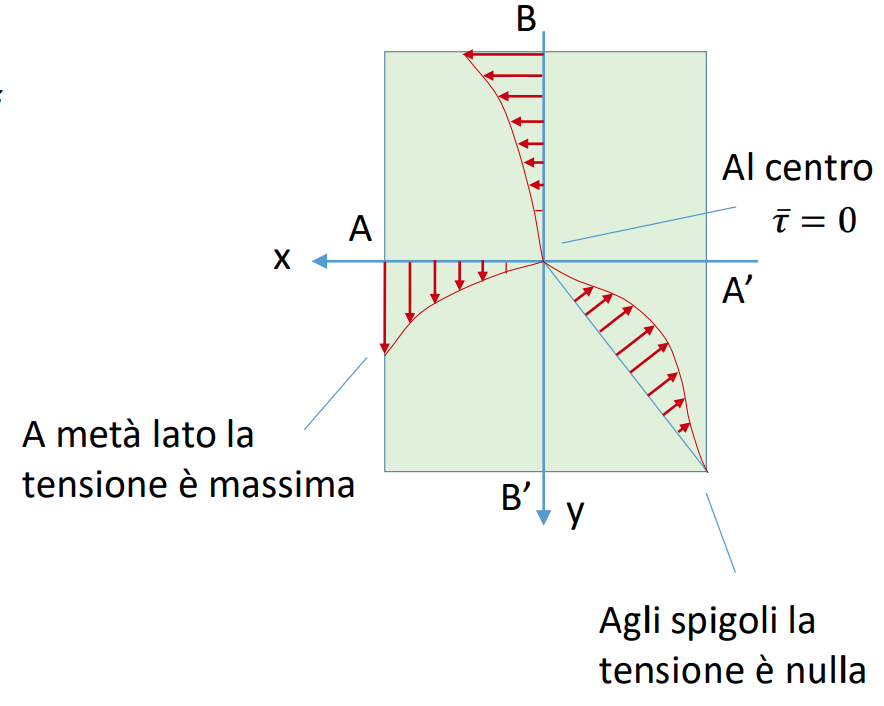 B
Al centro
τ̄ = 0
A
x
A'
A metà lato la
tensione è massima
B'
y
Agli spigoli la
tensione è nulla